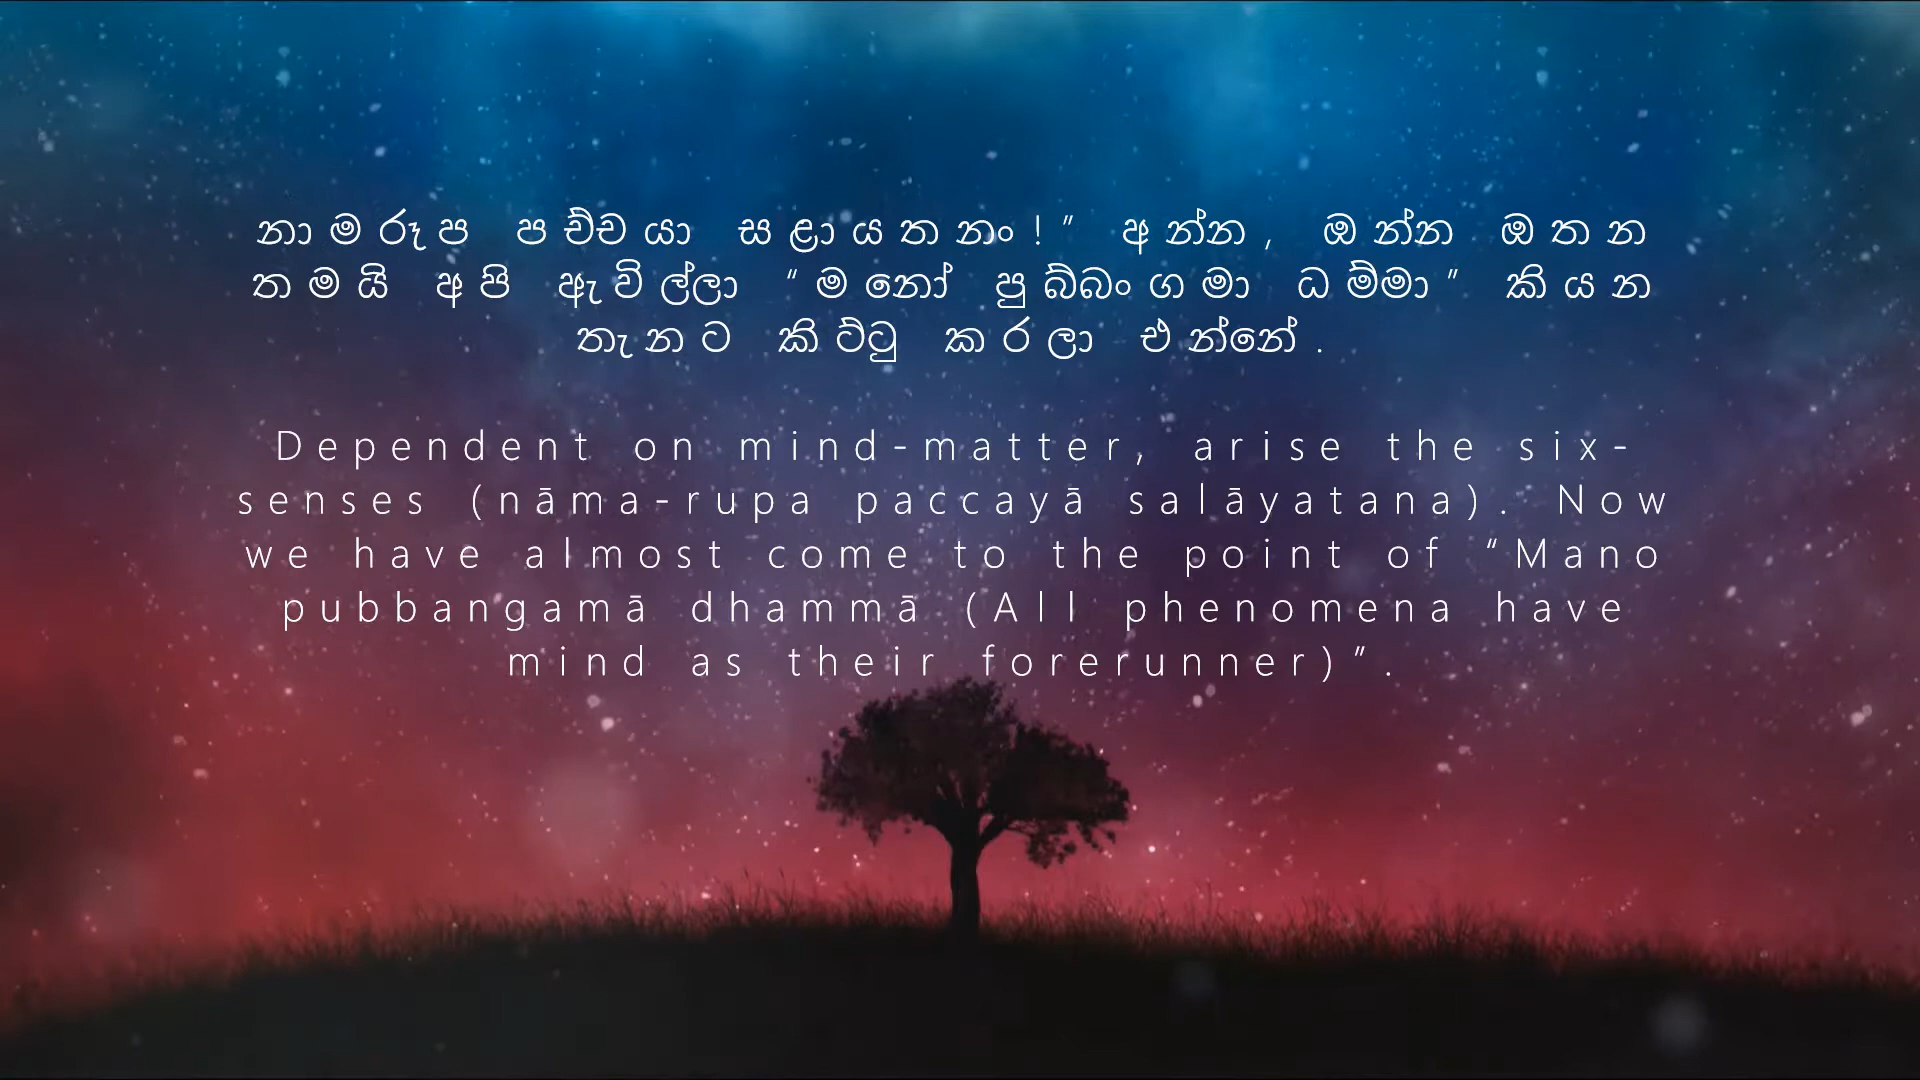 නාමරූප පච්චයා සළායතනං!” අන්න, ඔන්න ඔතන
තමයි අපි ඇවිල්ලා “මනෝ පුබ්බංගමා ධම්මා” කියන
තැනට කිට්ටු කරලා එන්නේ.
Dependent on mind-matter, arise the six-
senses (nāma-rupa paccayā salāyatana). Now
we have almost come to the point of “Mano
pubbangamā dhammā (All phenomena have
mind as their forerunner)”.